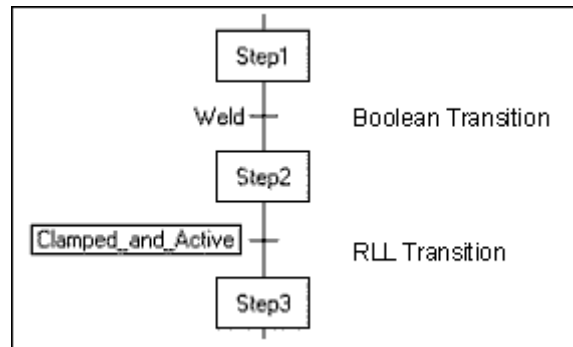 Step1
Weld
Boolean Transition
Step2
Clamped_and_Active
RLL Transition
Step3